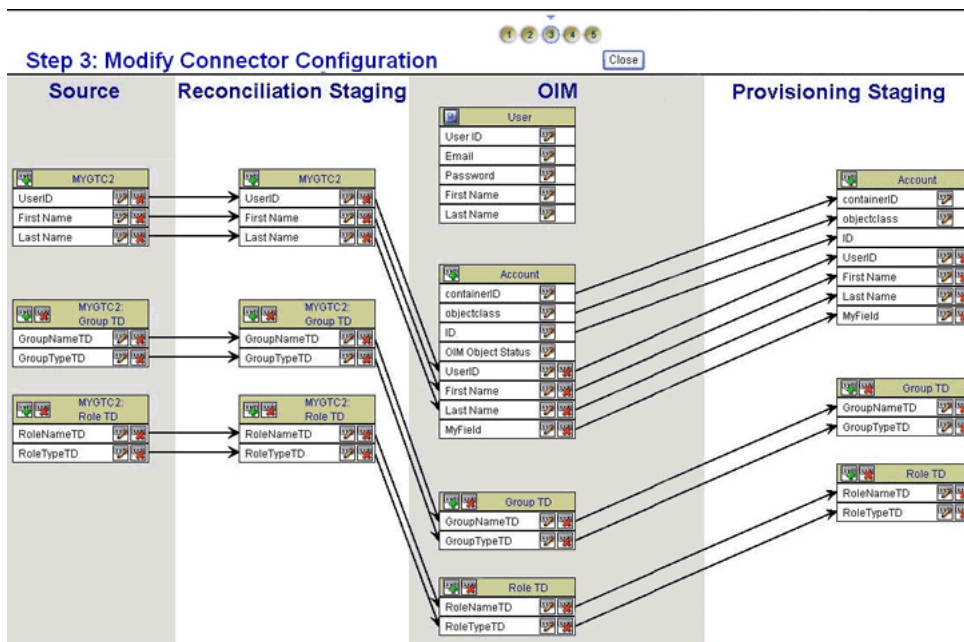 1 2 3 4 5
Step 3: Modify Connector Configuration
Close
Source
Reconciliation Staging
OIM
Provisioning Staging
MYGTC2
UserID
First Name
Last Name
MYGTC2:
Group TD
GroupNameTD
GroupTypeTD
MYGTC2:
Role TD
RoleNameTD
RoleTypeTD
MYGTC2
UserID
First Name
Last Name
MYGTC2:
Group TD
GroupNameTD
GroupTypeTD
MYGTC2:
Role TD
RoleNameTD
RoleTypeTD
User
User ID
Email
Password
First Name
Last Name
Account
containerID
objectclass
ID
OIM Object Status
UserID
First Name
Last Name
MyField
Group TD
GroupNameTD
GroupTypeTD
Role TD
RoleNameTD
RoleTypeTD
Account
containerID
objectclass
ID
UserID
First Name
Last Name
MyField
Group TD
GroupNameTD
GroupTypeTD
Role TD
RoleNameTD
RoleTypeTD